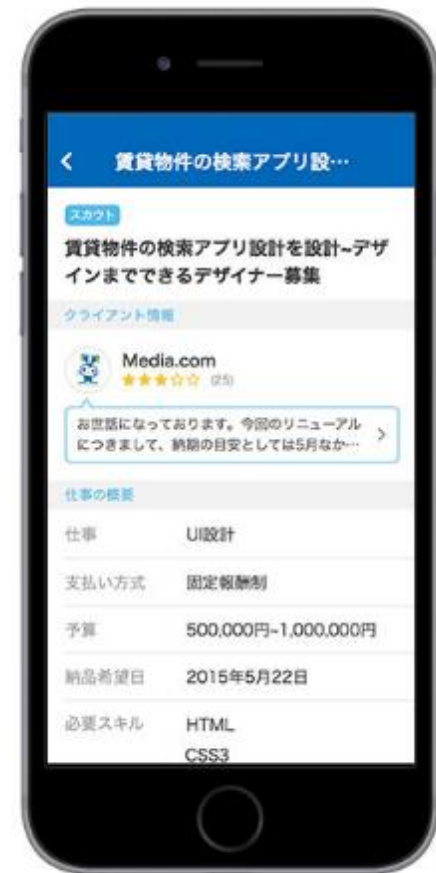 賃貸物件の検索アプリ設…
スカウト
賃貸物件の検索アプリ設計を設計~デザ
インまでできるデザイナー募集
クライアント情報
Media.com
(25)
お世話になっております。今回のリニューアル
につきまして、納期の目安としては5月なか…
仕事の概要
仕事 UI設計
支払い方式 固定報酬制
予算 500,000円~1,000,000円
納品希望日 2015年5月22日
必要スキル HTML
CSS3